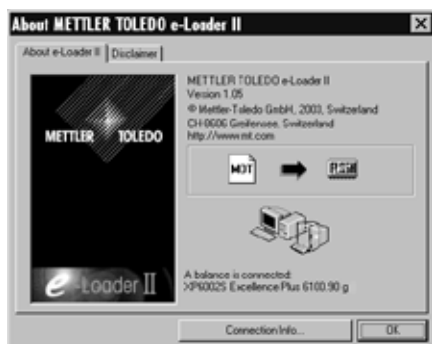 About METTLER TOLEDO e-Loader II
About e-Loader II
Disclaimer
METTLER TOLEDO
e-Loader II
METTLER TOLEDO e-Loader II
Version 1.05
© Mettler-Toledo GmbH, 2003, Switzerland
CH-8606 Greifensee, Switzerland
http://www.mt.com
MOT
FLASH
A balance is connected:
XP6002S Excellence Plus 6100.90 g
Connection Info...
OK